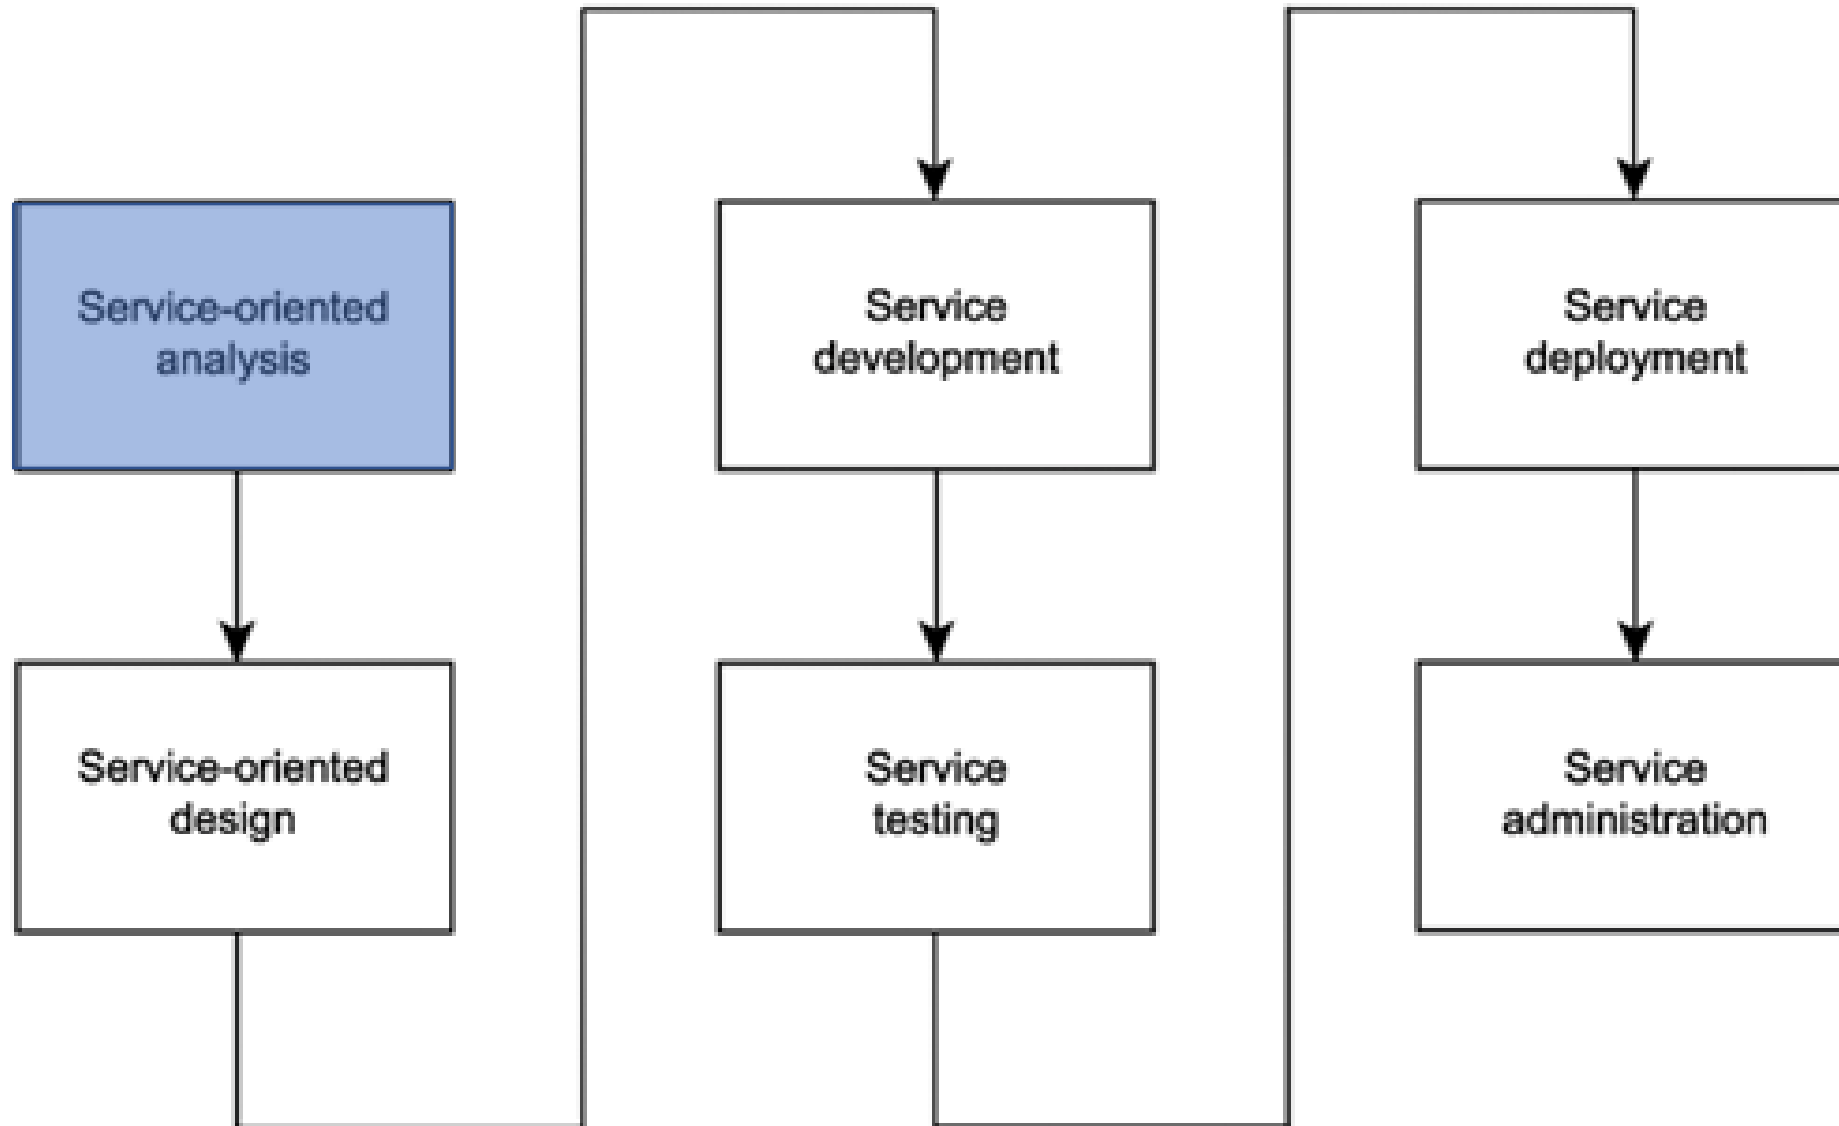 Service-oriented
analysis
Service-oriented
design
Service
development
Service
testing
Service
deployment
Service
administration